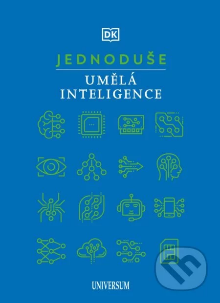 DK
JEDNODUŠE
UMĚLÁ
INTELIGENCE
UNIVERSUM